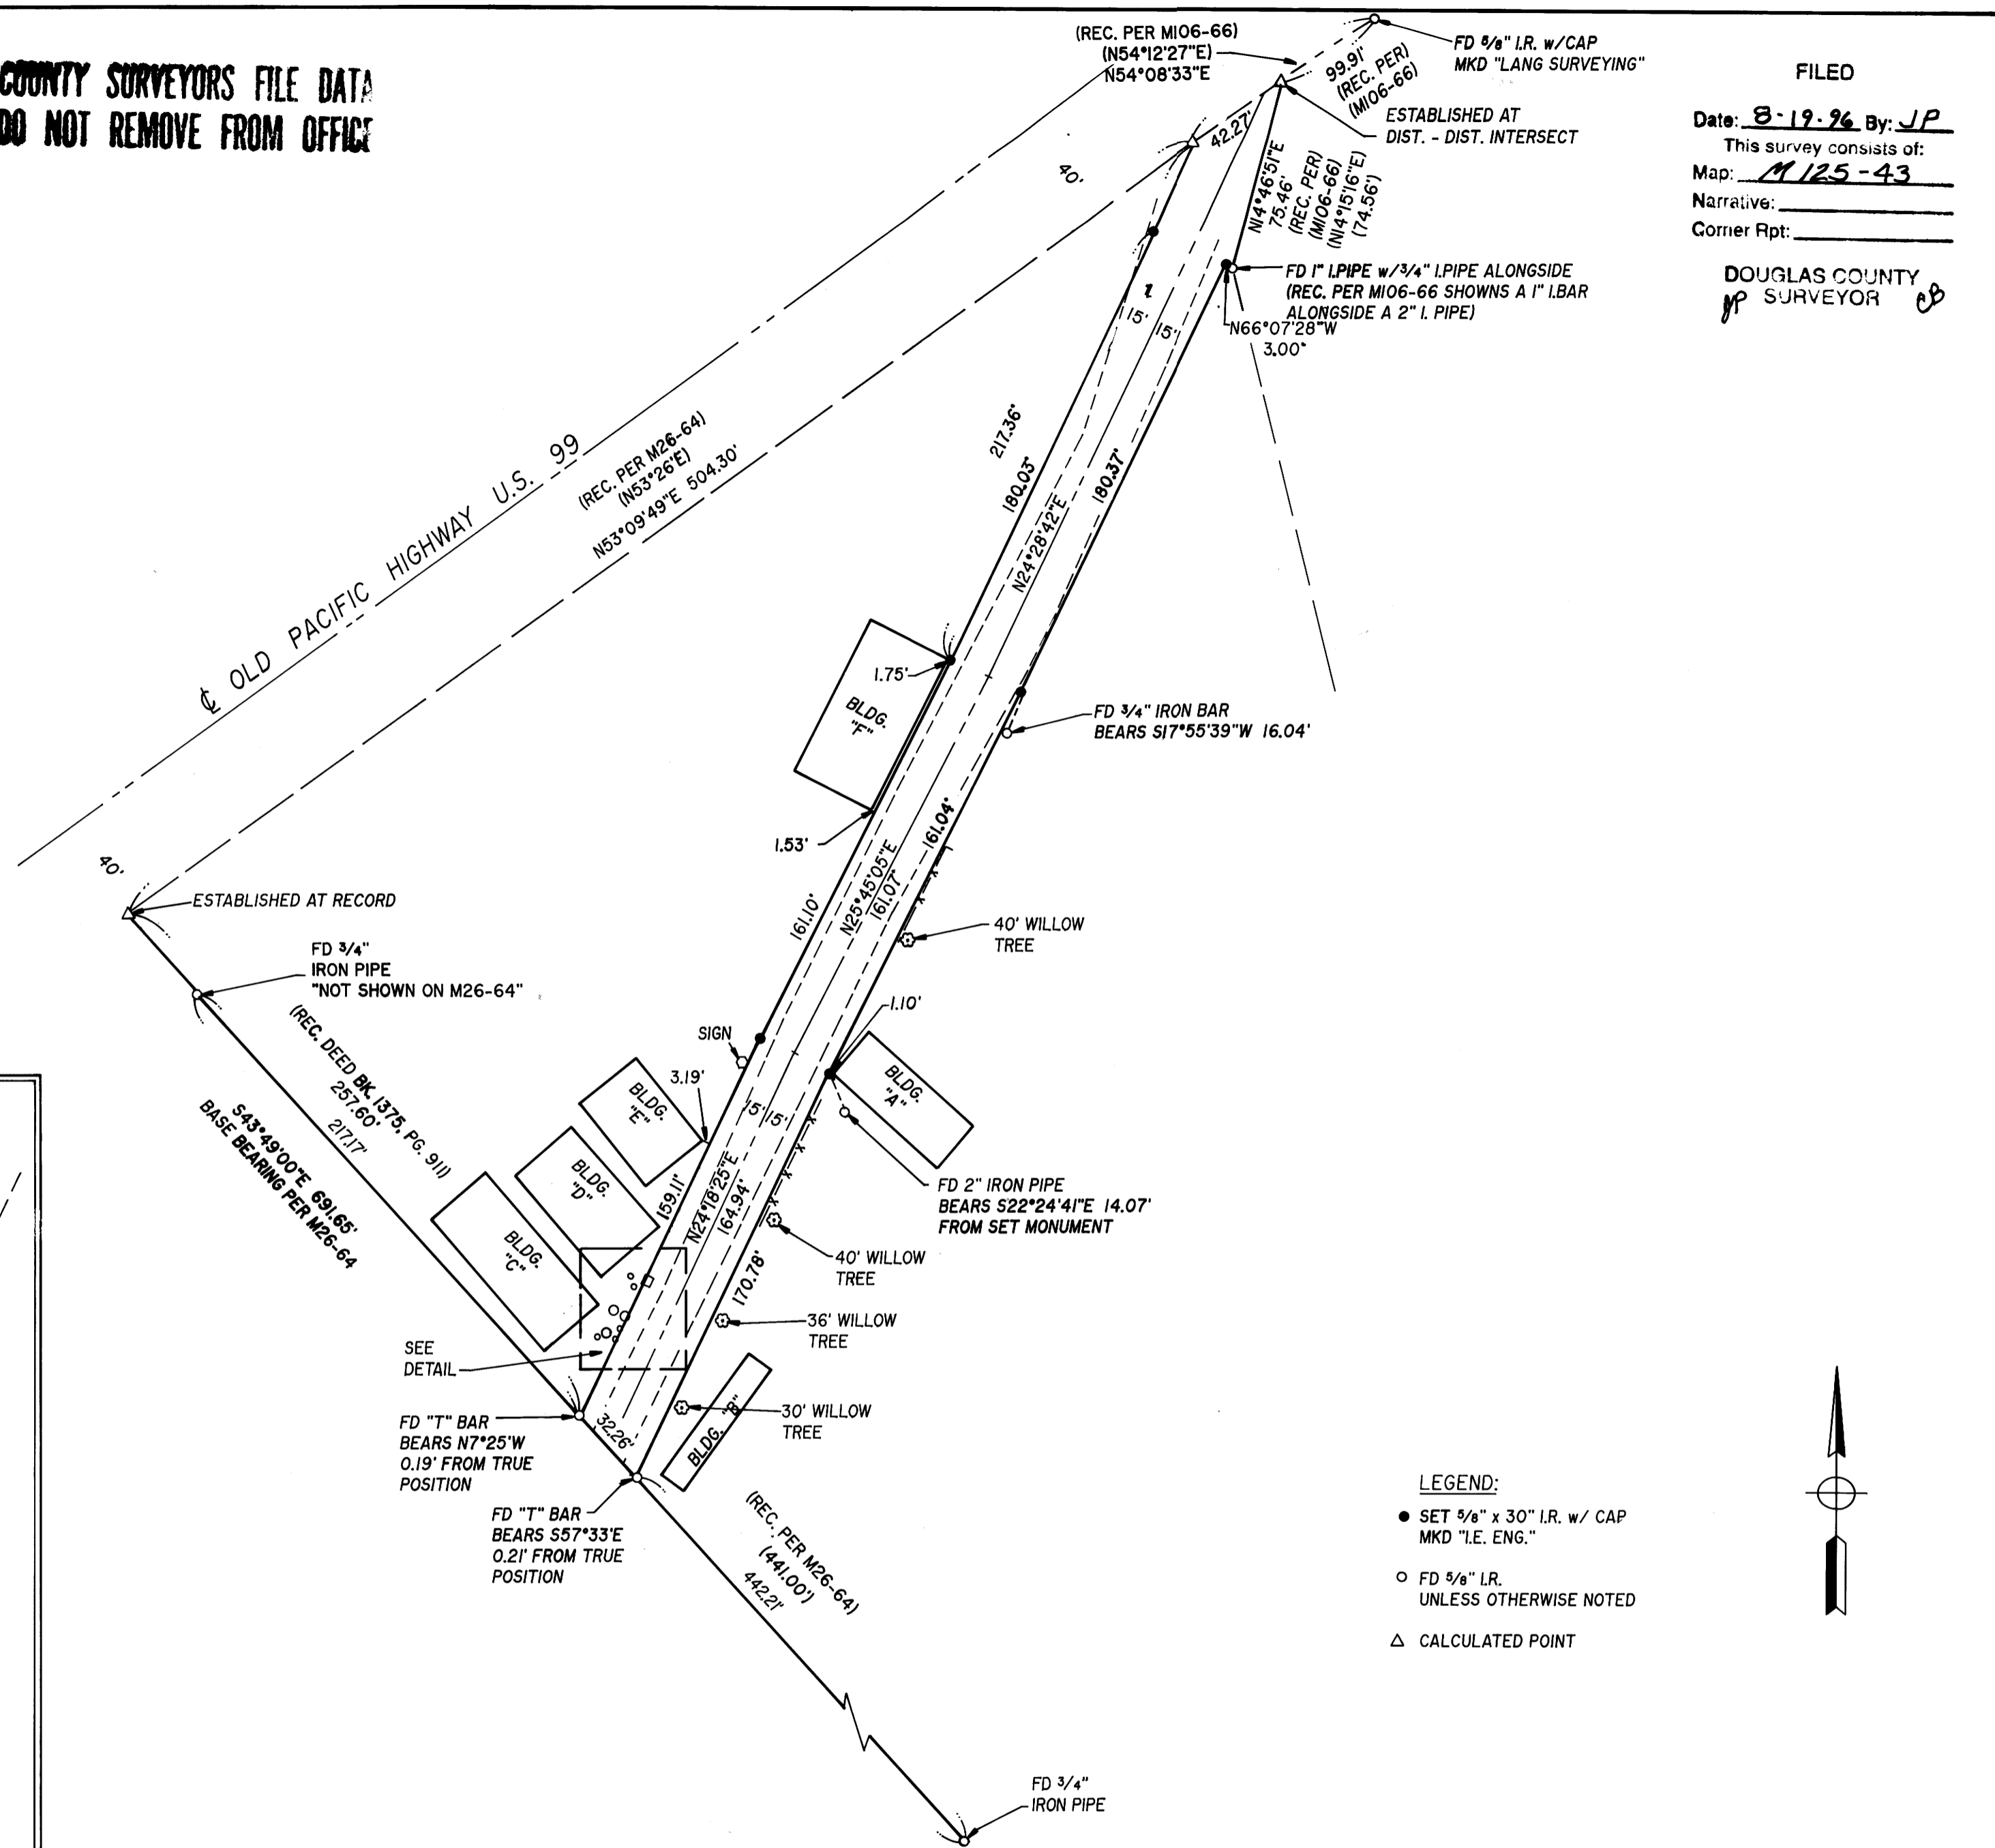 COUNTY SURVEYORS FILE DATA
DO NOT REMOVE FROM OFFICE
(REC. PER M106-66)
(N54°12'27"E)
N54°08'33"E
FD 5/8" I.R. w/CAP
MKD "LANG SURVEYING"
99.91'
(REC. PER)
(M106-66)
ESTABLISHED AT
DIST. - DIST. INTERSECT
42.27'
40'
N14°46'51"E
75.46'
(REC. PER)
(M106-66)
(N14°15'16"E)
(74.56')
FILED
Date: 8-19-96 By: JP
This survey consists of:
Map: M125-43
Narrative:
Corner Rpt:
DOUGLAS COUNTY
SURVEYOR
JP CB
FD 1" I.PIPE w/3/4" I.PIPE ALONGSIDE
(REC. PER M106-66 SHOWNS A 1" I.BAR
ALONGSIDE A 2" I. PIPE)
N66°07'28"W
3.00'
15' 15'
217.36'
180.03'
N24°28'42"E
180.37'
(REC. PER M26-64)
(N53°26'E)
N53°09'49"E 504.30'
℄ OLD PACIFIC HIGHWAY U.S. 99
1.75'
BLDG.
"F"
FD 3/4" IRON BAR
BEARS S17°55'39"W 16.04'
1.53'
161.04'
N25°45'05"E
161.07'
161.10'
40'
ESTABLISHED AT RECORD
40' WILLOW
TREE
FD 3/4"
IRON PIPE
"NOT SHOWN ON M26-64"
1.10'
(REC. DEED BK. 1375, PG. 911)
257.60'
217.17'
S43°49'00"E 691.65'
BASE BEARING PER M26-64
SIGN
3.19'
BLDG.
"E"
BLDG.
"A"
15' 15'
BLDG.
"D"
159.11'
N24°18'25"E
164.94'
FD 2" IRON PIPE
BEARS S22°24'41"E 14.07'
FROM SET MONUMENT
BLDG.
"C"
40' WILLOW
TREE
170.78'
36' WILLOW
TREE
SEE
DETAIL
30' WILLOW
TREE
BLDG. "B"
32.26'
FD "T" BAR
BEARS N7°25'W
0.19' FROM TRUE
POSITION
FD "T" BAR
BEARS S57°33'E
0.21' FROM TRUE
POSITION
(REC. PER M26-64)
(441.00')
442.21'
LEGEND:
SET 5/8" x 30" I.R. w/ CAP
MKD "I.E. ENG."
FD 5/8" I.R.
UNLESS OTHERWISE NOTED
CALCULATED POINT
FD 3/4"
IRON PIPE